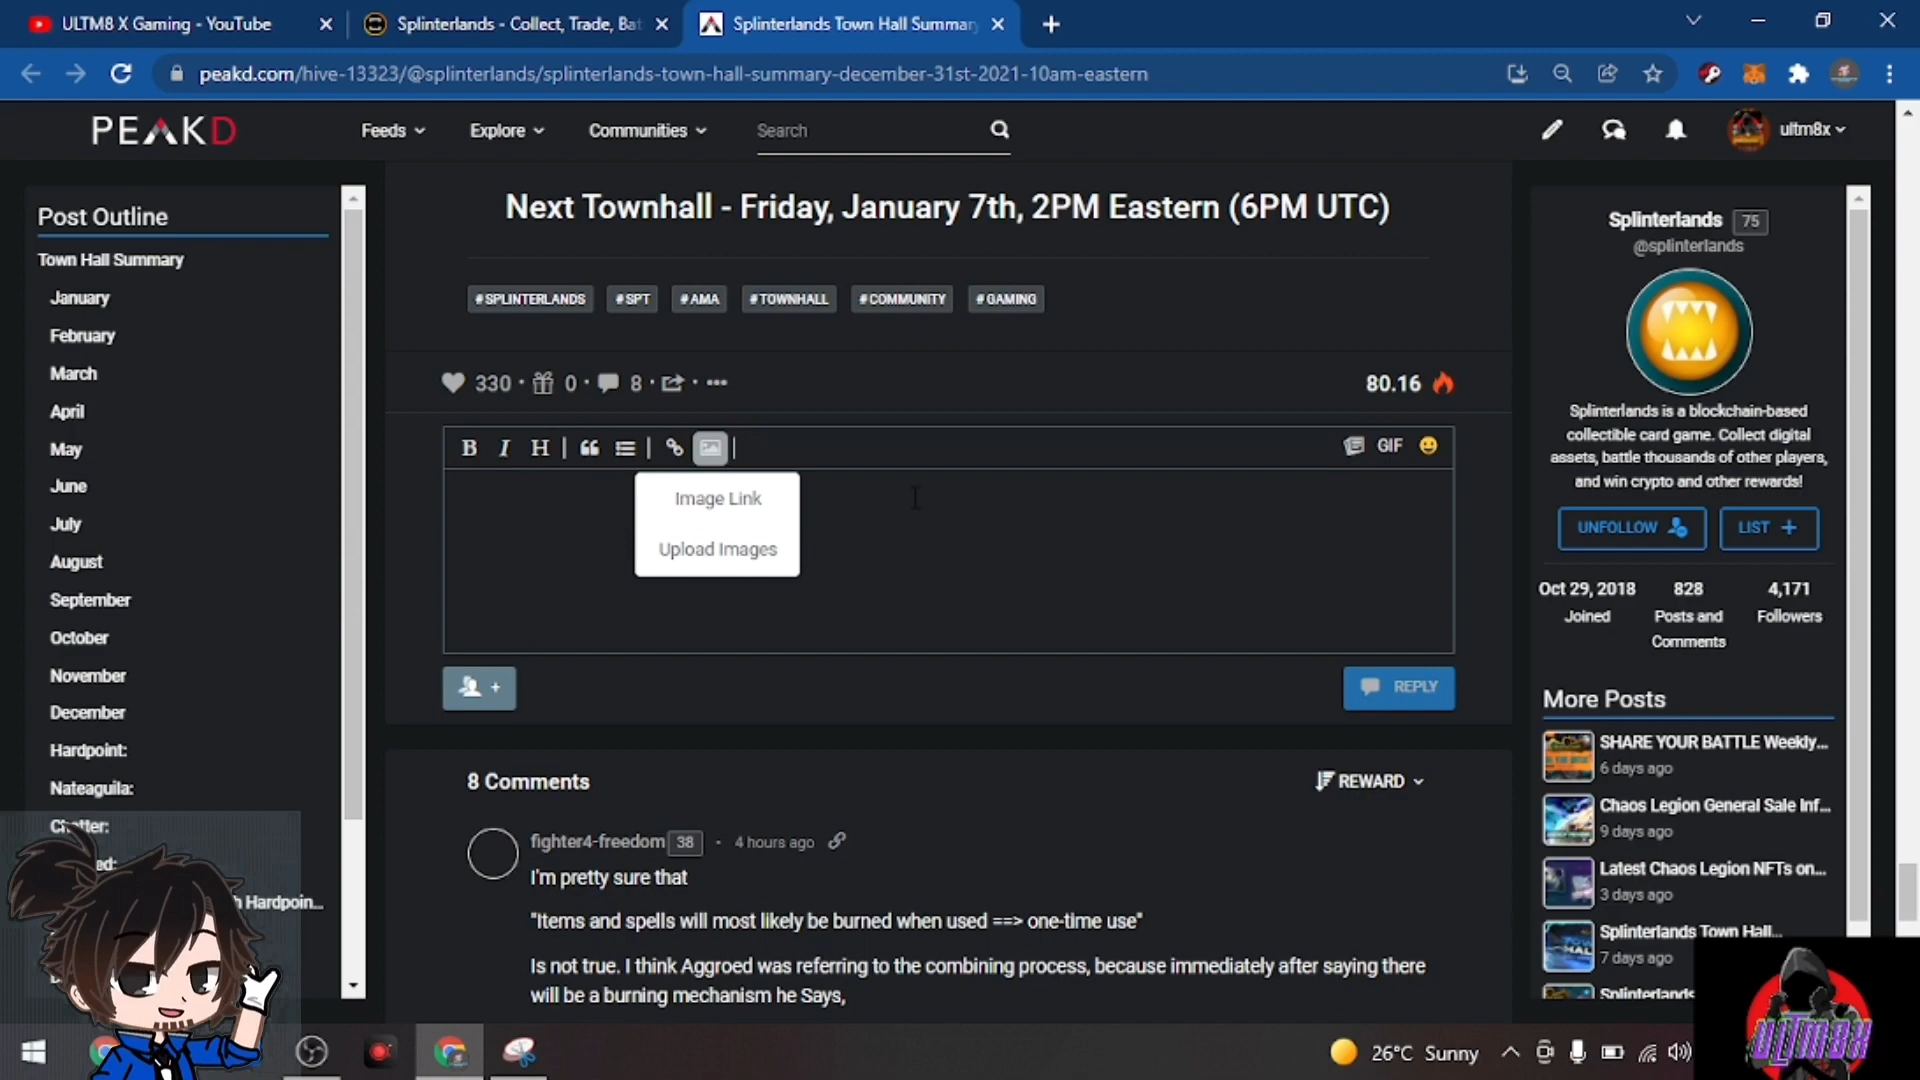 ULTM8 X Gaming - YouTube
Splinterlands - Collect, Trade, Bat
Splinterlands Town Hall Summar
peakd.com/hive-13323/@splinterlands/splinterlands-town-hall-summary-december-31st-2021-10am-eastern
PEAKD
Feeds
Explore
Communities
Search
ultm8x
Post Outline
Town Hall Summary
January
February
March
April
May
June
July
August
September
October
November
December
Hardpoint:
Nateaguila:
Chatter:
ed:
h Hardpoin...
Next Townhall - Friday, January 7th, 2PM Eastern (6PM UTC)
#SPLINTERLANDS #SPT #AMA #TOWNHALL #COMMUNITY #GAMING
330 · 0 · 8 · · ...
80.16
B I H
GIF
Image Link
Upload Images
+
REPLY
8 Comments
REWARD
fighter4-freedom 38 · 4 hours ago
I'm pretty sure that
"Items and spells will most likely be burned when used ==> one-time use"
Is not true. I think Aggroed was referring to the combining process, because immediately after saying there
will be a burning mechanism he Says,
Splinterlands 75
@splinterlands
Splinterlands is a blockchain-based
collectible card game. Collect digital
assets, battle thousands of other players,
and win crypto and other rewards!
UNFOLLOW
LIST +
Oct 29, 2018 828 4,171
Joined Posts and Comments Followers
More Posts
SHARE YOUR BATTLE Weekly...
6 days ago
Chaos Legion General Sale Inf...
9 days ago
Latest Chaos Legion NFTs on...
3 days ago
Splinterlands Town Hall...
7 days ago
Splinterlands
26°C Sunny
ULTM8X